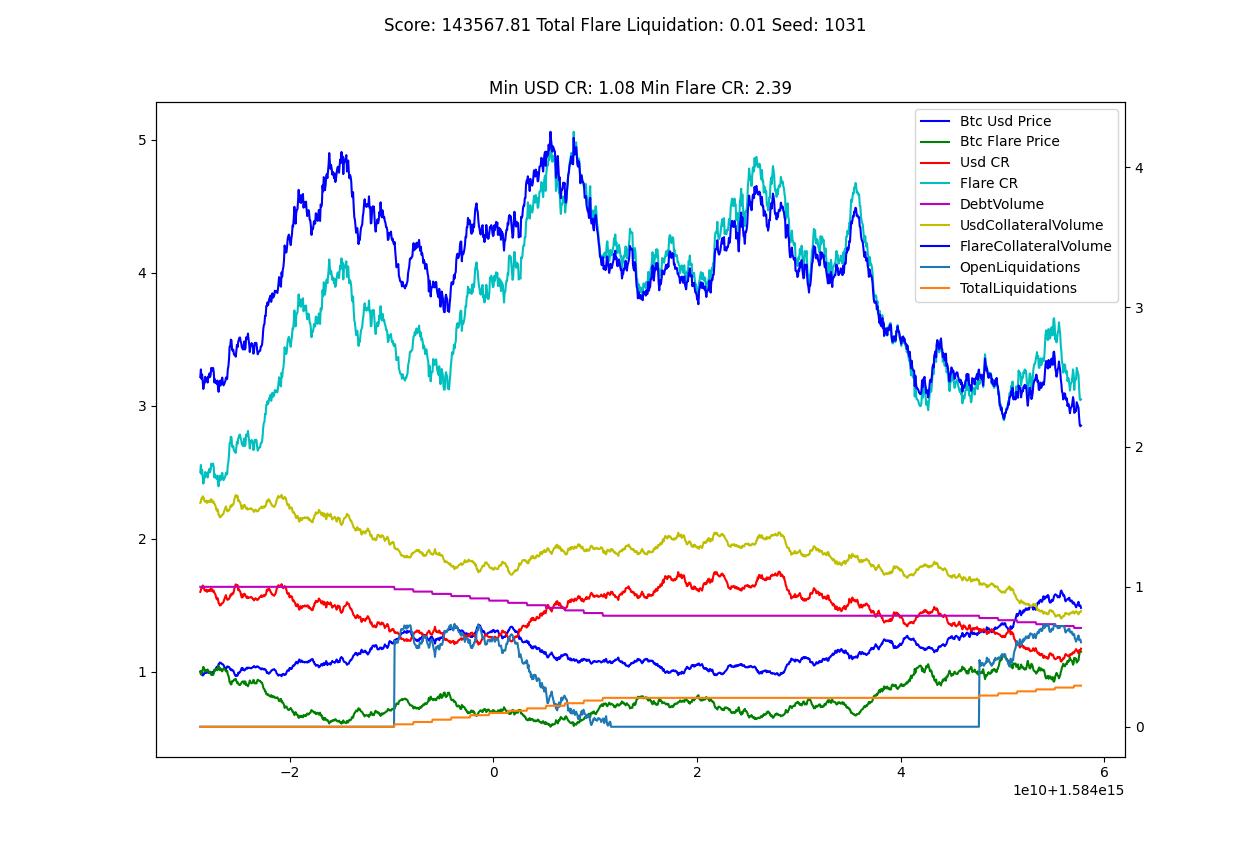 Score: 143567.81 Total Flare Liquidation: 0.01 Seed: 1031
Min USD CR: 1.08 Min Flare CR: 2.39
Btc Usd Price
Btc Flare Price
Usd CR
Flare CR
DebtVolume
UsdCollateralVolume
FlareCollateralVolume
OpenLiquidations
TotalLiquidations
5
4
3
2
1
4
3
2
1
0
−2 0 2 4 6
1e10+1.584e15